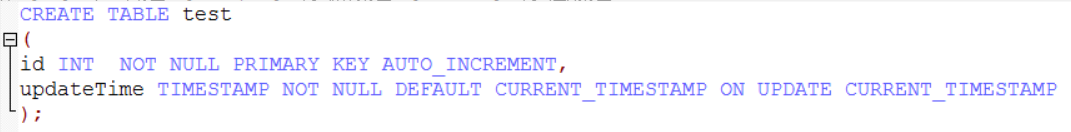 CREATE TABLE test
(
id INT  NOT NULL PRIMARY KEY AUTO_INCREMENT,
updateTime TIMESTAMP NOT NULL DEFAULT CURRENT_TIMESTAMP ON UPDATE CURRENT_TIMESTAMP
);